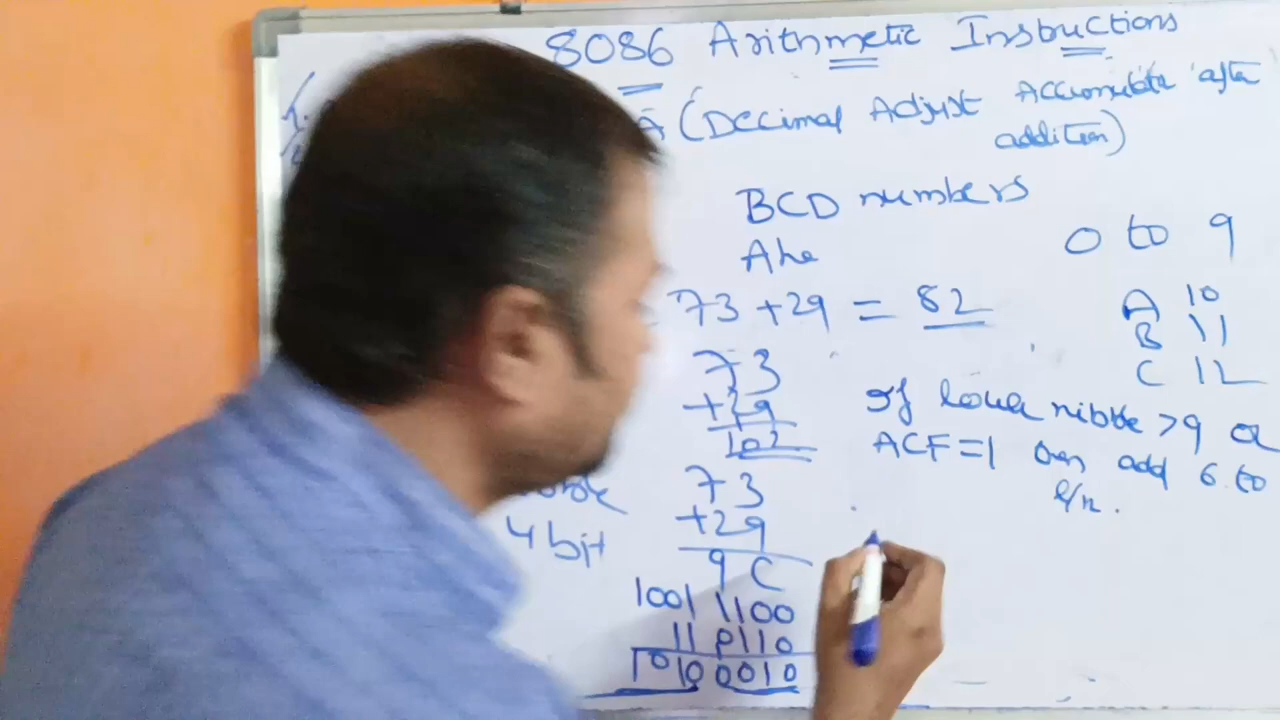 8086 Arithmetic Instructions
A (Decimal Adjust Accumulator after
addition)
BCD numbers
0 to 9
Are
73 + 29 = 82
A 10
B 11
C 12
73
+29
102
If lower nibble > 9 or
ACF = 1 then add 6 to
l/n.
73
+29
4 bit
9 C
1001 1100
11 0110
1010 0010